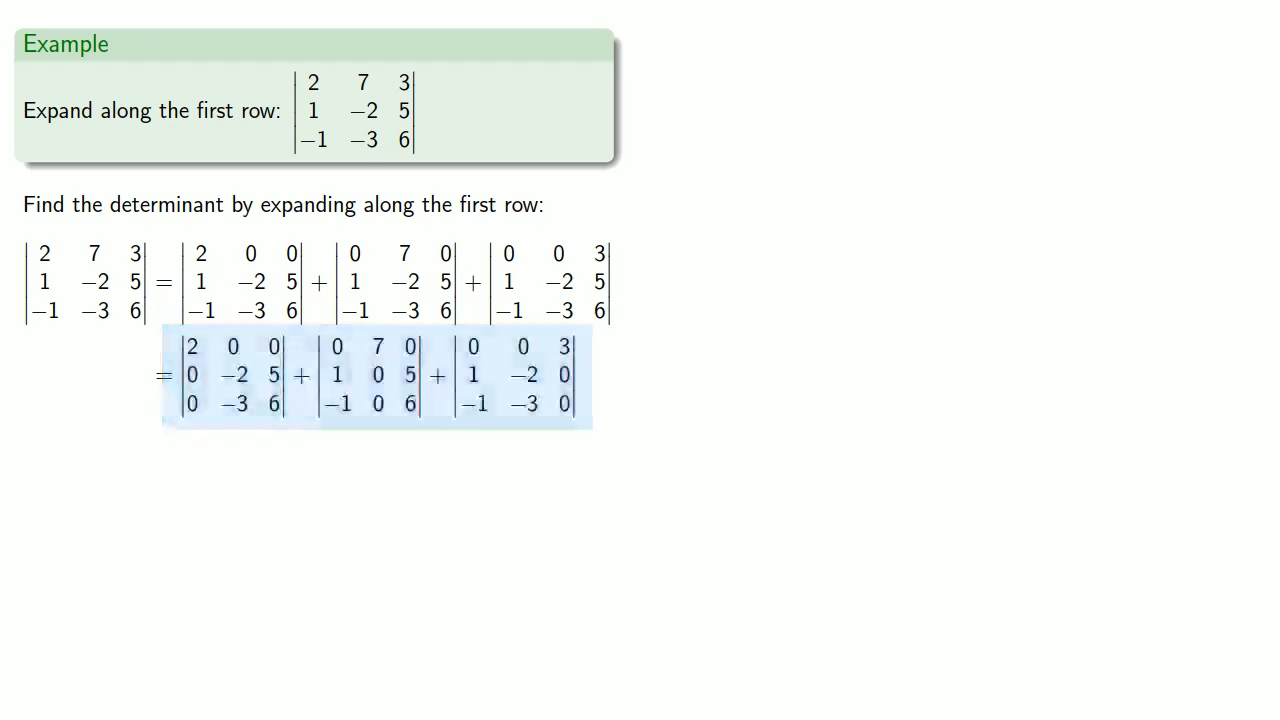 Example
Expand along the first row: |2 7 3|
|1 −2 5|
|−1 −3 6|
Find the determinant by expanding along the first row:
|2 7 3| |2 0 0| |0 7 0| |0 0 3|
|1 −2 5| = |1 −2 5| + |1 −2 5| + |1 −2 5|
|−1 −3 6| |−1 −3 6| |−1 −3 6| |−1 −3 6|
|2 0 0| |0 7 0| |0 0 3|
= |0 −2 5| + |1 0 5| + |1 −2 0|
|0 −3 6| |−1 0 6| |−1 −3 0|